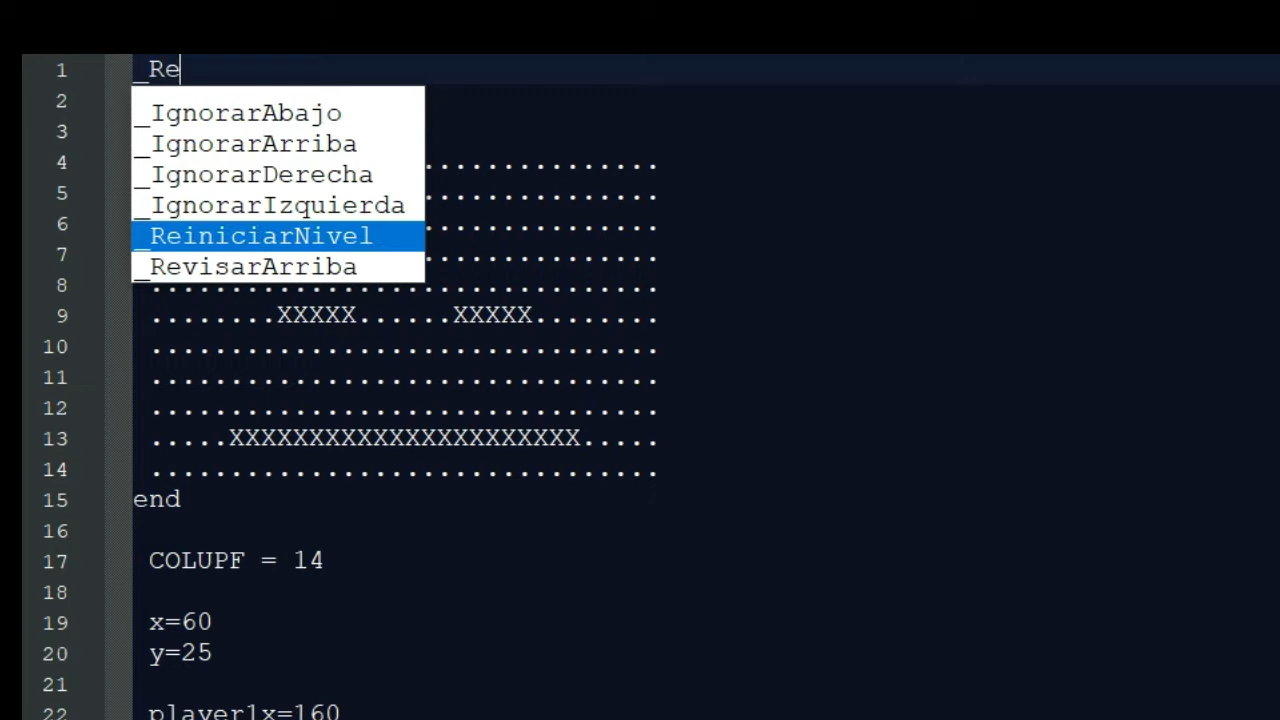 1 _Re
2
_IgnorarAbajo
3
_IgnorarArriba
4 ...............
_IgnorarDerecha
5 ...............
_IgnorarIzquierda
6 ...............
_ReiniciarNivel
7 ...............
_RevisarArriba
8 ................................
9 ........XXXXX......XXXXX........
10 ................................
11 ................................
12 ................................
13 .....XXXXXXXXXXXXXXXXXXXXXX.....
14 ................................
15 end
16
17 COLUPF = 14
18
19 x=60
20 y=25
21
22 player1x=160